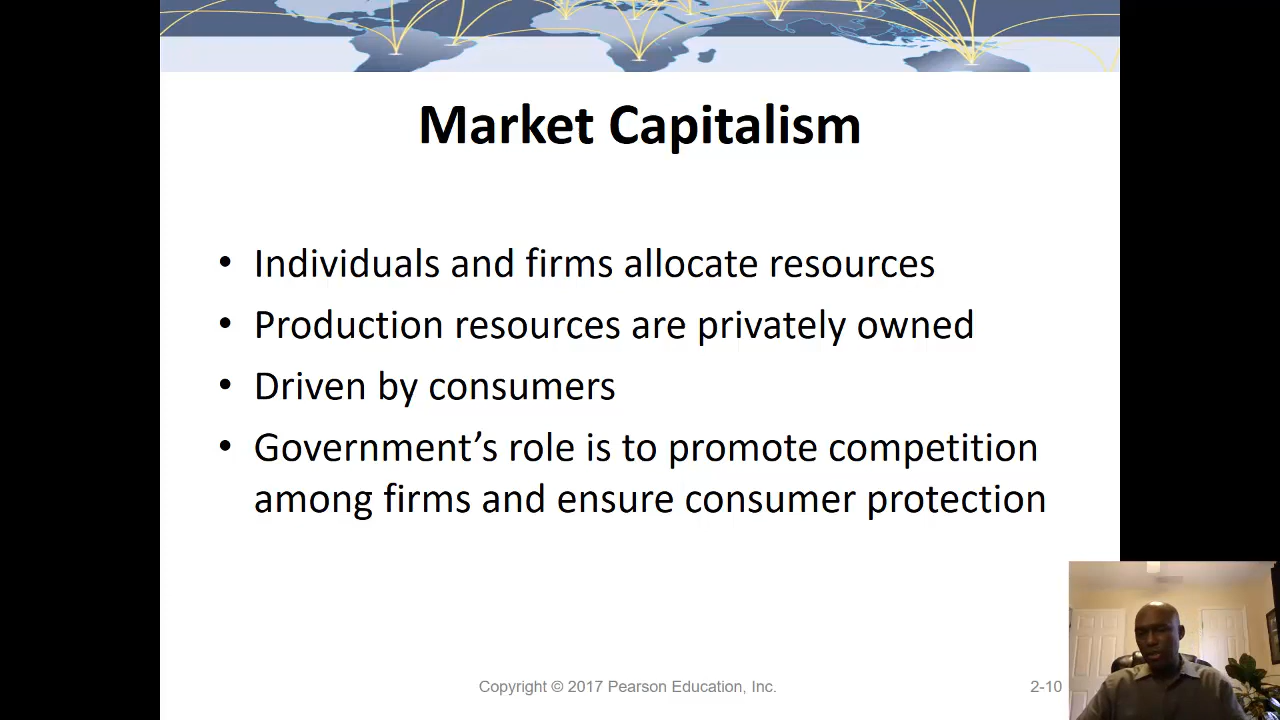 Market Capitalism
• Individuals and firms allocate resources
• Production resources are privately owned
• Driven by consumers
• Government’s role is to promote competition
among firms and ensure consumer protection
Copyright © 2017 Pearson Education, Inc.
2-10